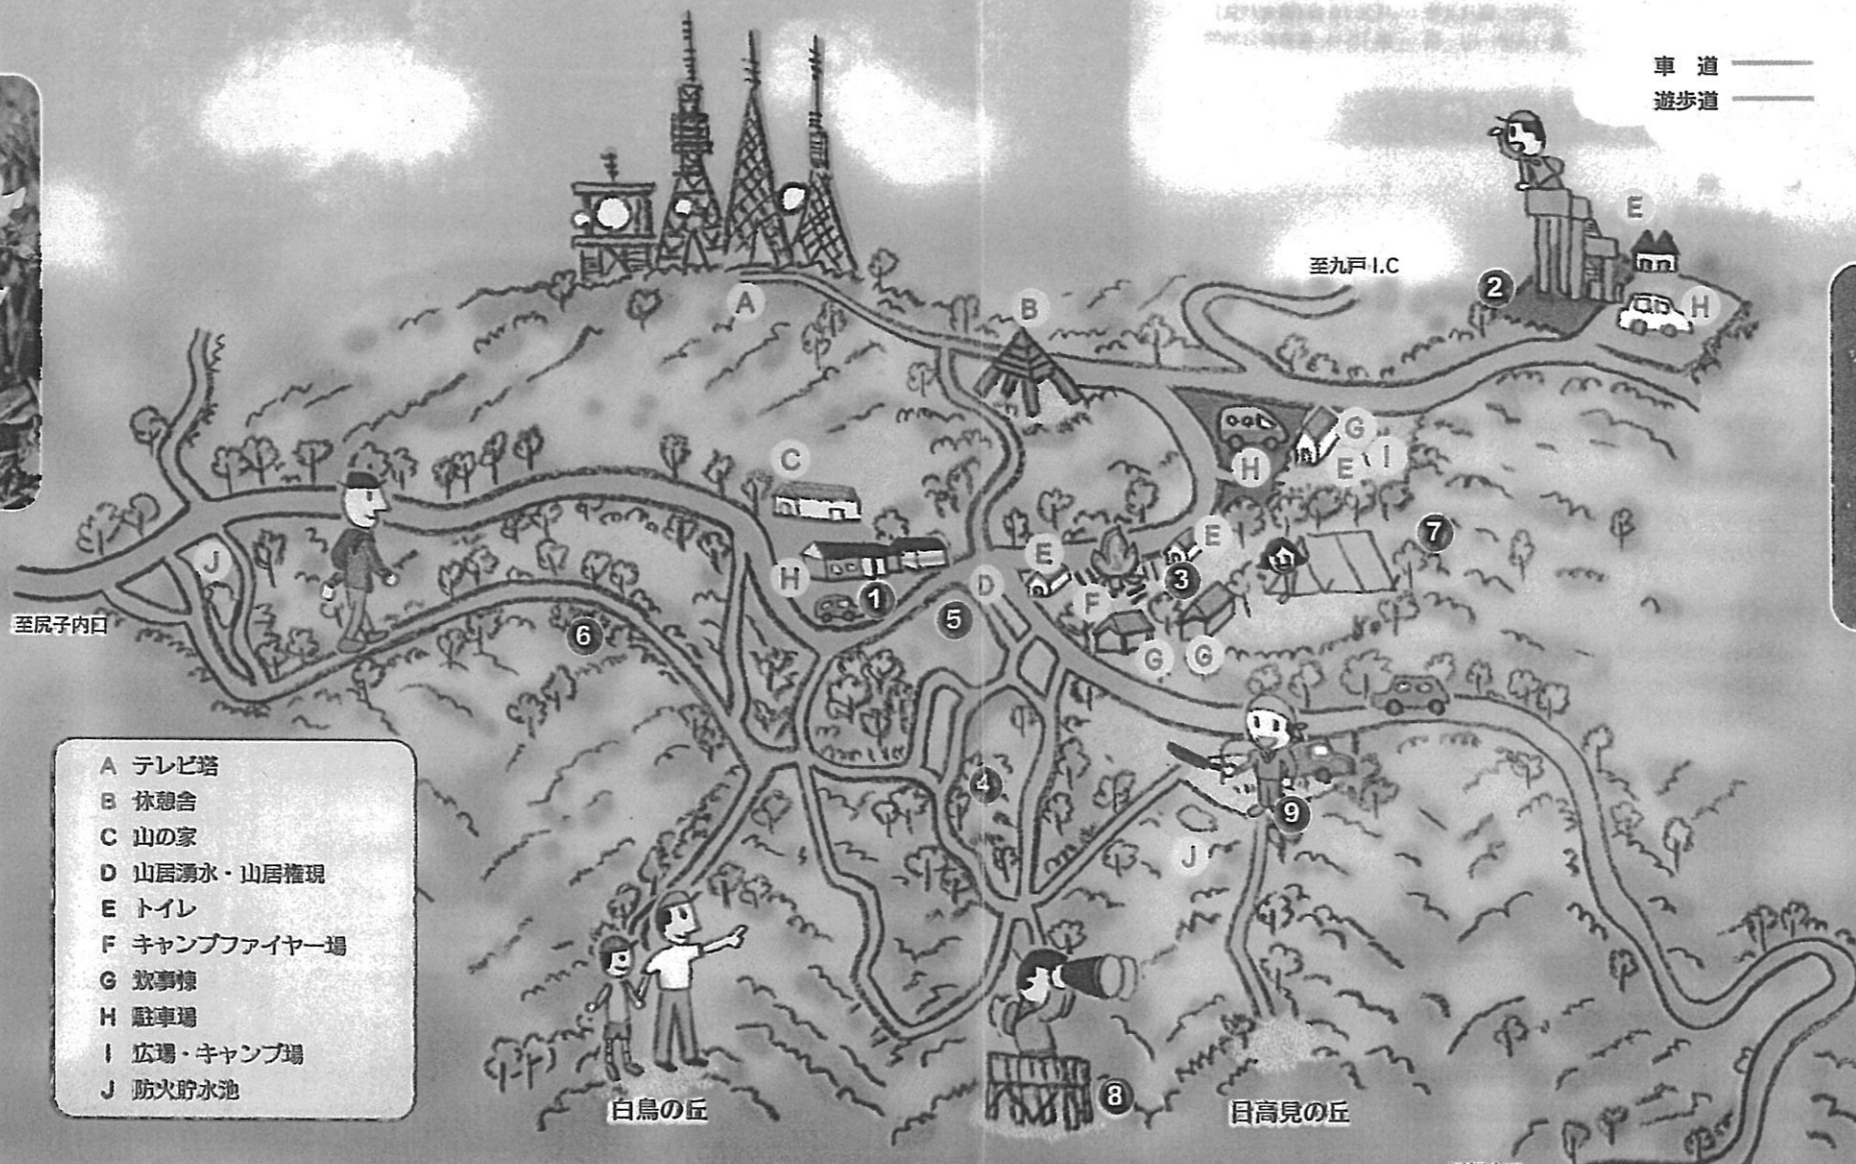 車 道
遊歩道
E
至九戸I.C
2
H
A
B
G
H
E
I
C
J
E
E
7
H
D
3
1
F
5
至尻子内口
6
G
G
4
9
J
A テレビ塔
B 休憩舎
C 山の家
D 山居湧水・山居権現
E トイレ
F キャンプファイヤー場
G 炊事棟
H 駐車場
I 広場・キャンプ場
J 防火貯水池
8
白鳥の丘
日高見の丘